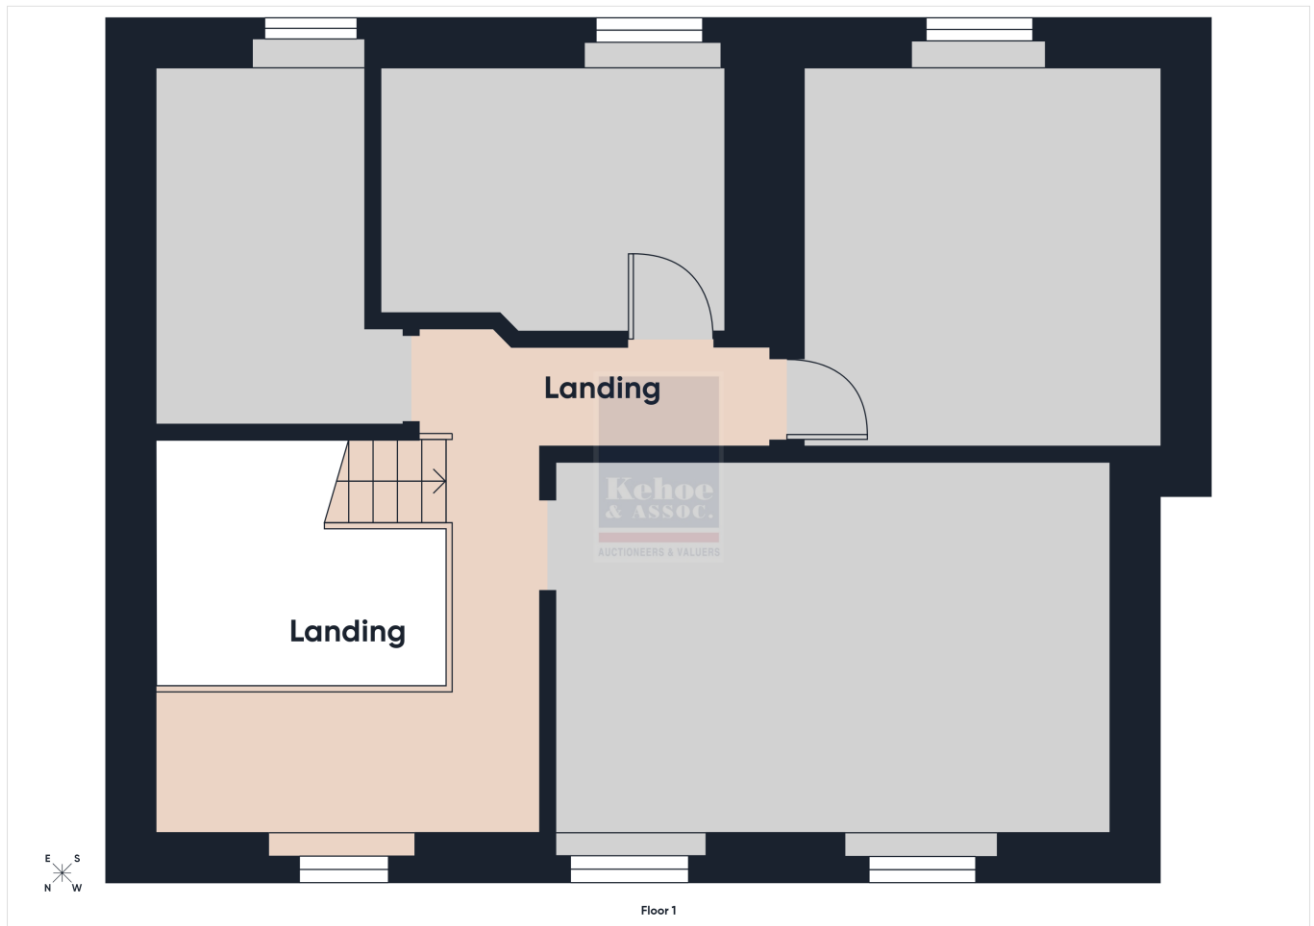 Landing
Kehoe
& ASSOC.
AUCTIONEERS & VALUERS
Landing
E S
N W
Floor 1